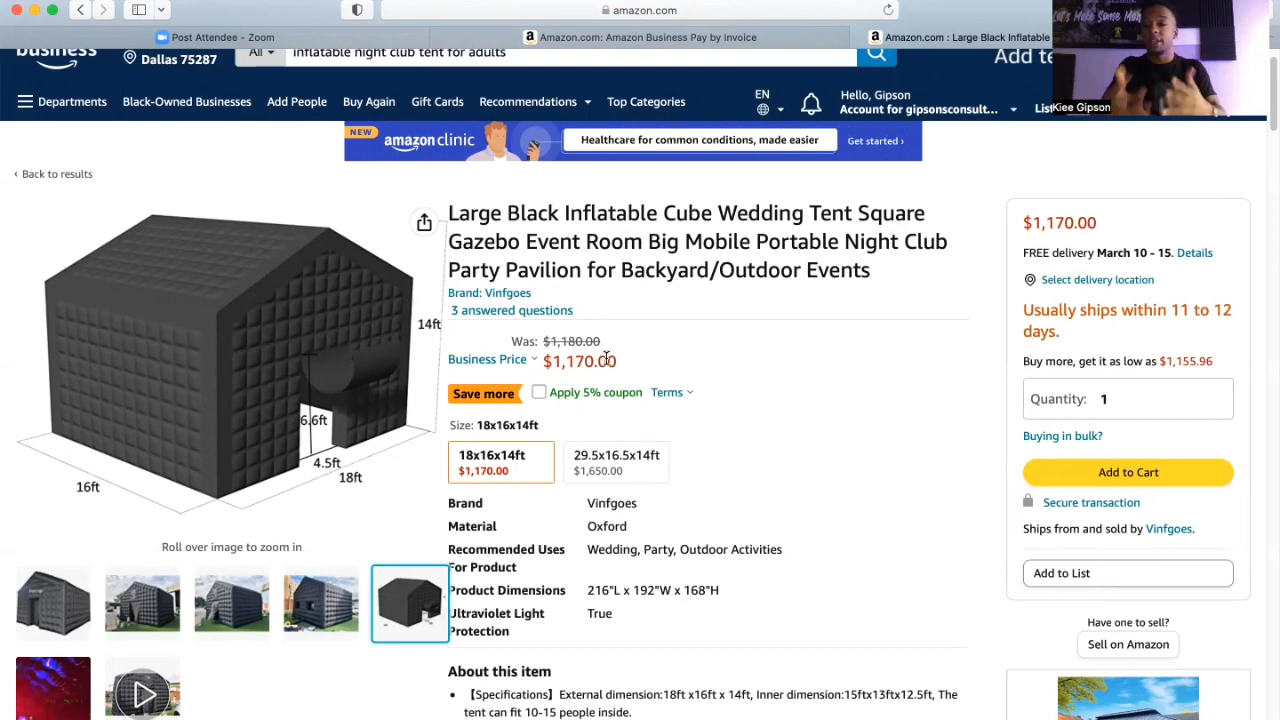 amazon.com
Post Attendee - Zoom
Amazon.com: Amazon Business Pay by Invoice
Amazon.com : Large Black Inflatable
Let's Make Some
Kiee Gipson
business
Dallas 75287
All
inflatable night club tent for adults
Add
Departments
Black-Owned Businesses
Add People
Buy Again
Gift Cards
Recommendations
Top Categories
EN
Hello, Gipson
Account for gipsonsconsult...
NEW
amazon clinic
Healthcare for common conditions, made easier
Get started ›
‹ Back to results
Large Black Inflatable Cube Wedding Tent Square
Gazebo Event Room Big Mobile Portable Night Club
Party Pavilion for Backyard/Outdoor Events
Brand: Vinfgoes
3 answered questions
Was: $1,180.00
Business Price $1,170.00
Save more Apply 5% coupon Terms
Size: 18x16x14ft
18x16x14ft
$1,170.00
29.5x16.5x14ft
$1,650.00
Brand Vinfgoes
Material Oxford
Recommended Uses Wedding, Party, Outdoor Activities
For Product
Product Dimensions 216"L x 192"W x 168"H
Ultraviolet Light True
Protection
About this item
• 【Specifications】External dimension:18ft x16ft x 14ft, Inner dimension:15ftx13ftx12.5ft, The
tent can fit 10-15 people inside.
14ft
6.6ft
4.5ft
18ft
16ft
Roll over image to zoom in
$1,170.00
FREE delivery March 10 - 15. Details
Select delivery location
Usually ships within 11 to 12
days.
Buy more, get it as low as $1,155.96
Quantity: 1
Buying in bulk?
Add to Cart
Secure transaction
Ships from and sold by Vinfgoes.
Add to List
Have one to sell?
Sell on Amazon